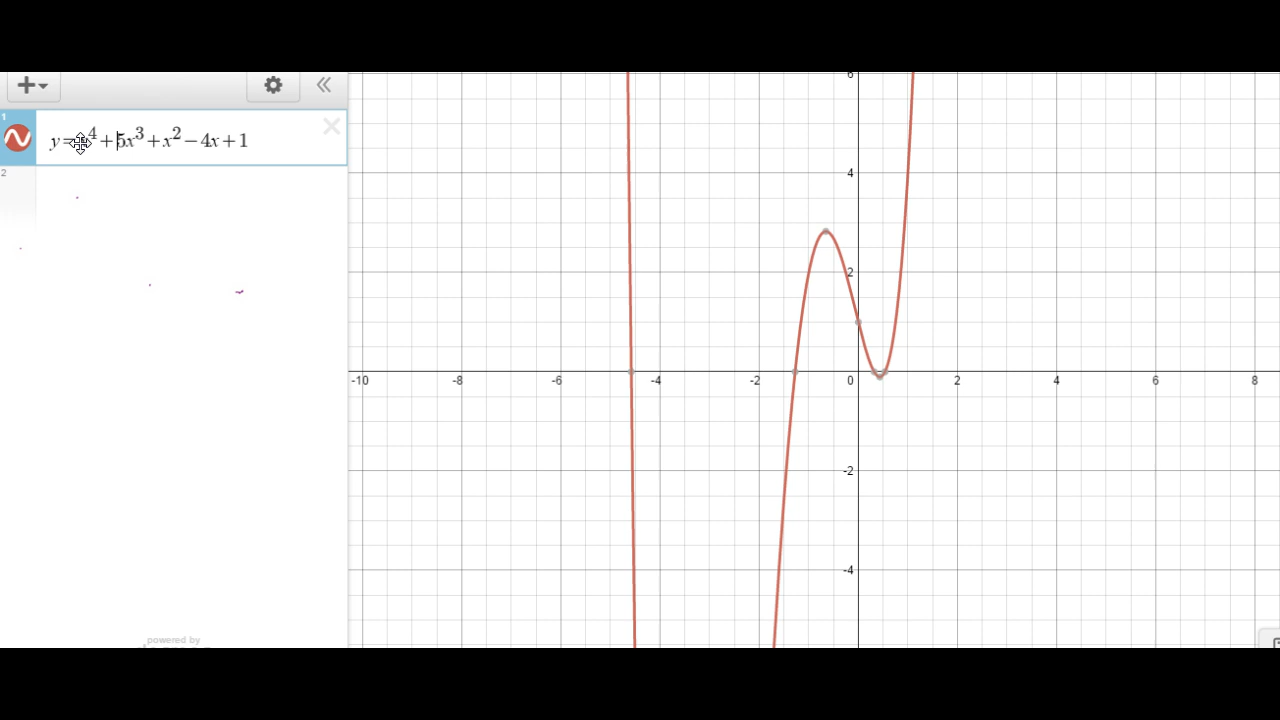 1
y=x⁴+5x³+x²−4x+1
2
6
4
2
-10 -8 -6 -4 -2 0 2 4 6 8
-2
-4
powered by